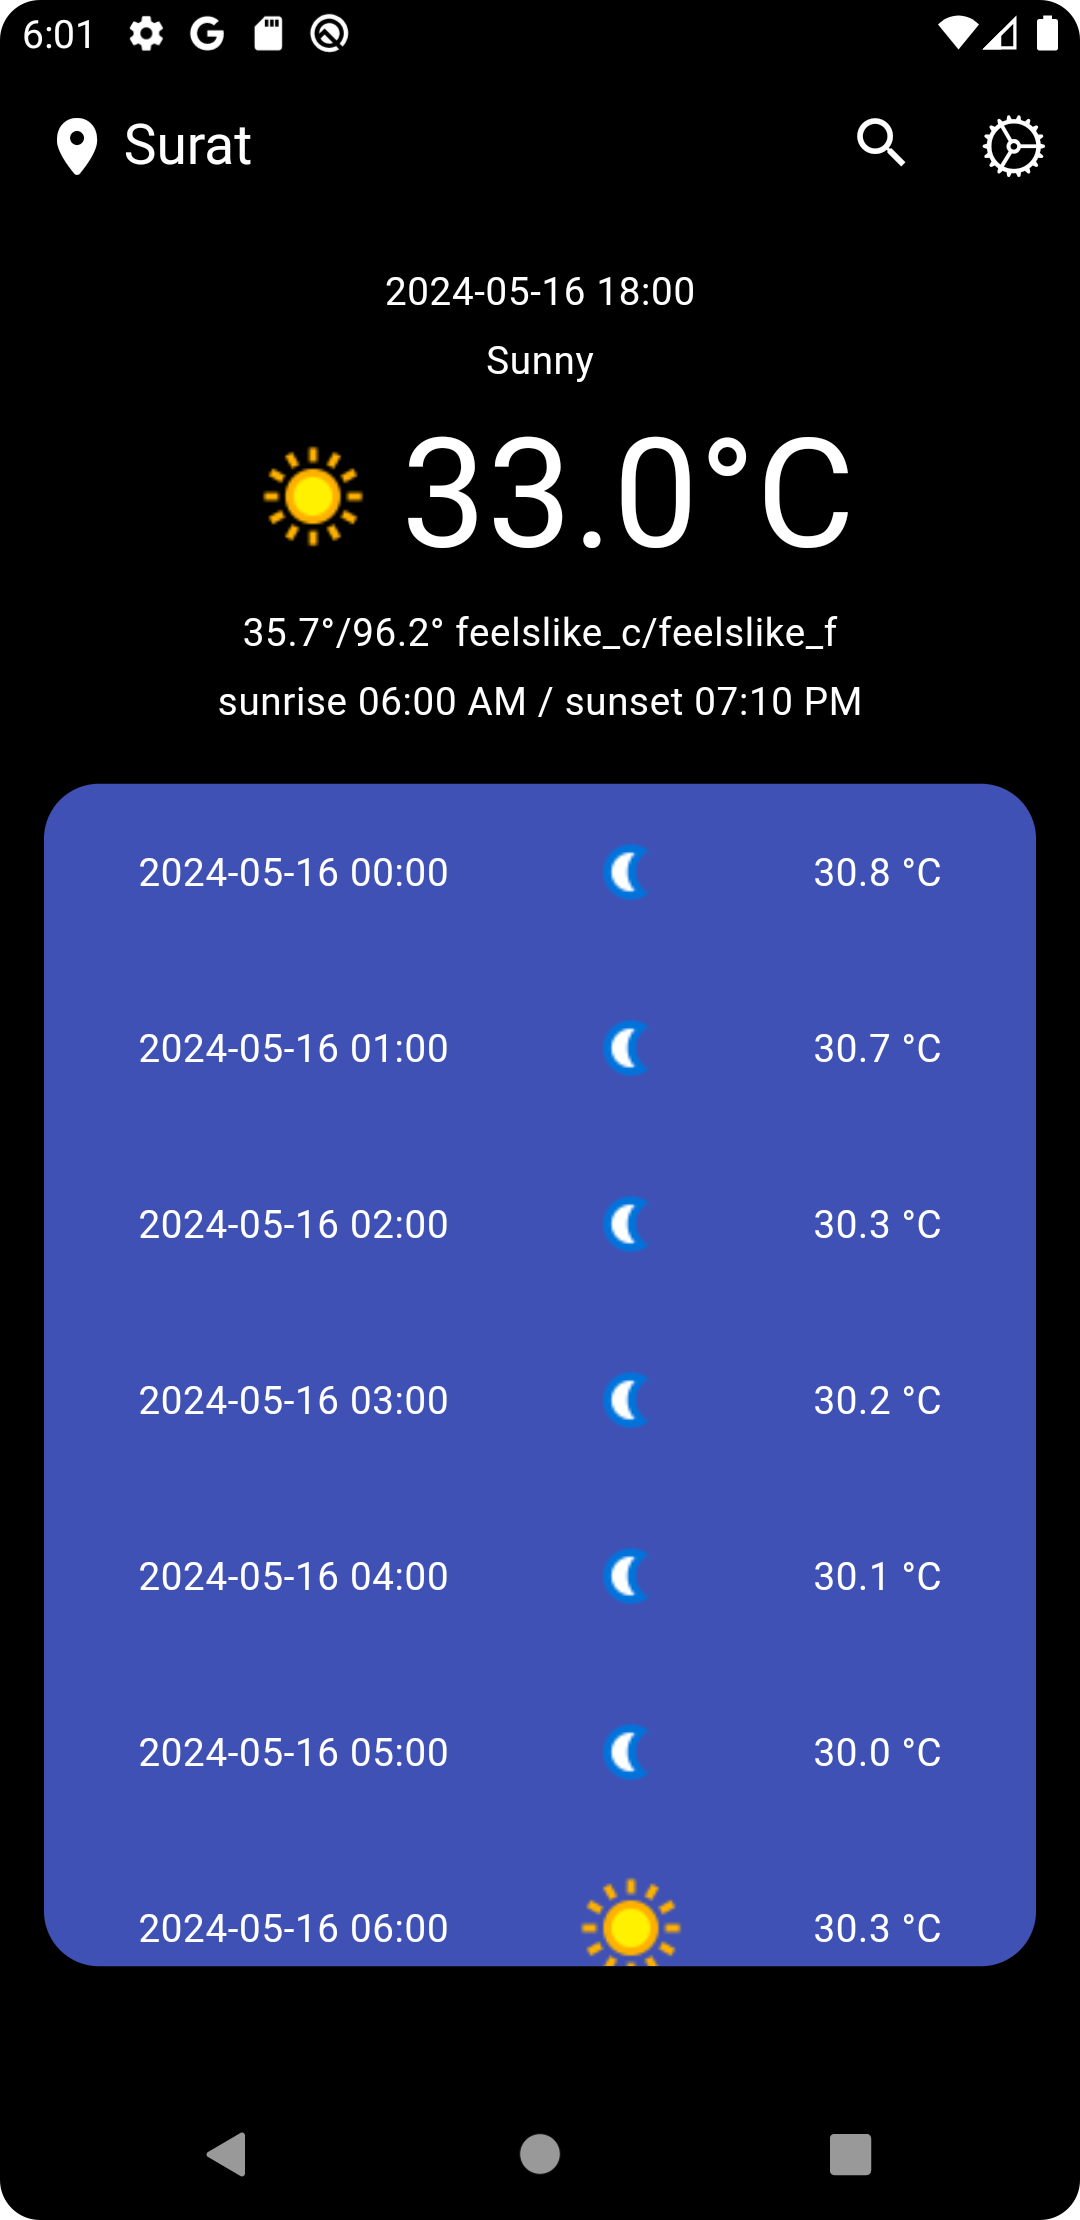 6:01
Surat
2024-05-16 18:00
Sunny
33.0°C
35.7°/96.2° feelslike_c/feelslike_f
sunrise 06:00 AM / sunset 07:10 PM
2024-05-16 00:00 30.8 °C
2024-05-16 01:00 30.7 °C
2024-05-16 02:00 30.3 °C
2024-05-16 03:00 30.2 °C
2024-05-16 04:00 30.1 °C
2024-05-16 05:00 30.0 °C
2024-05-16 06:00 30.3 °C